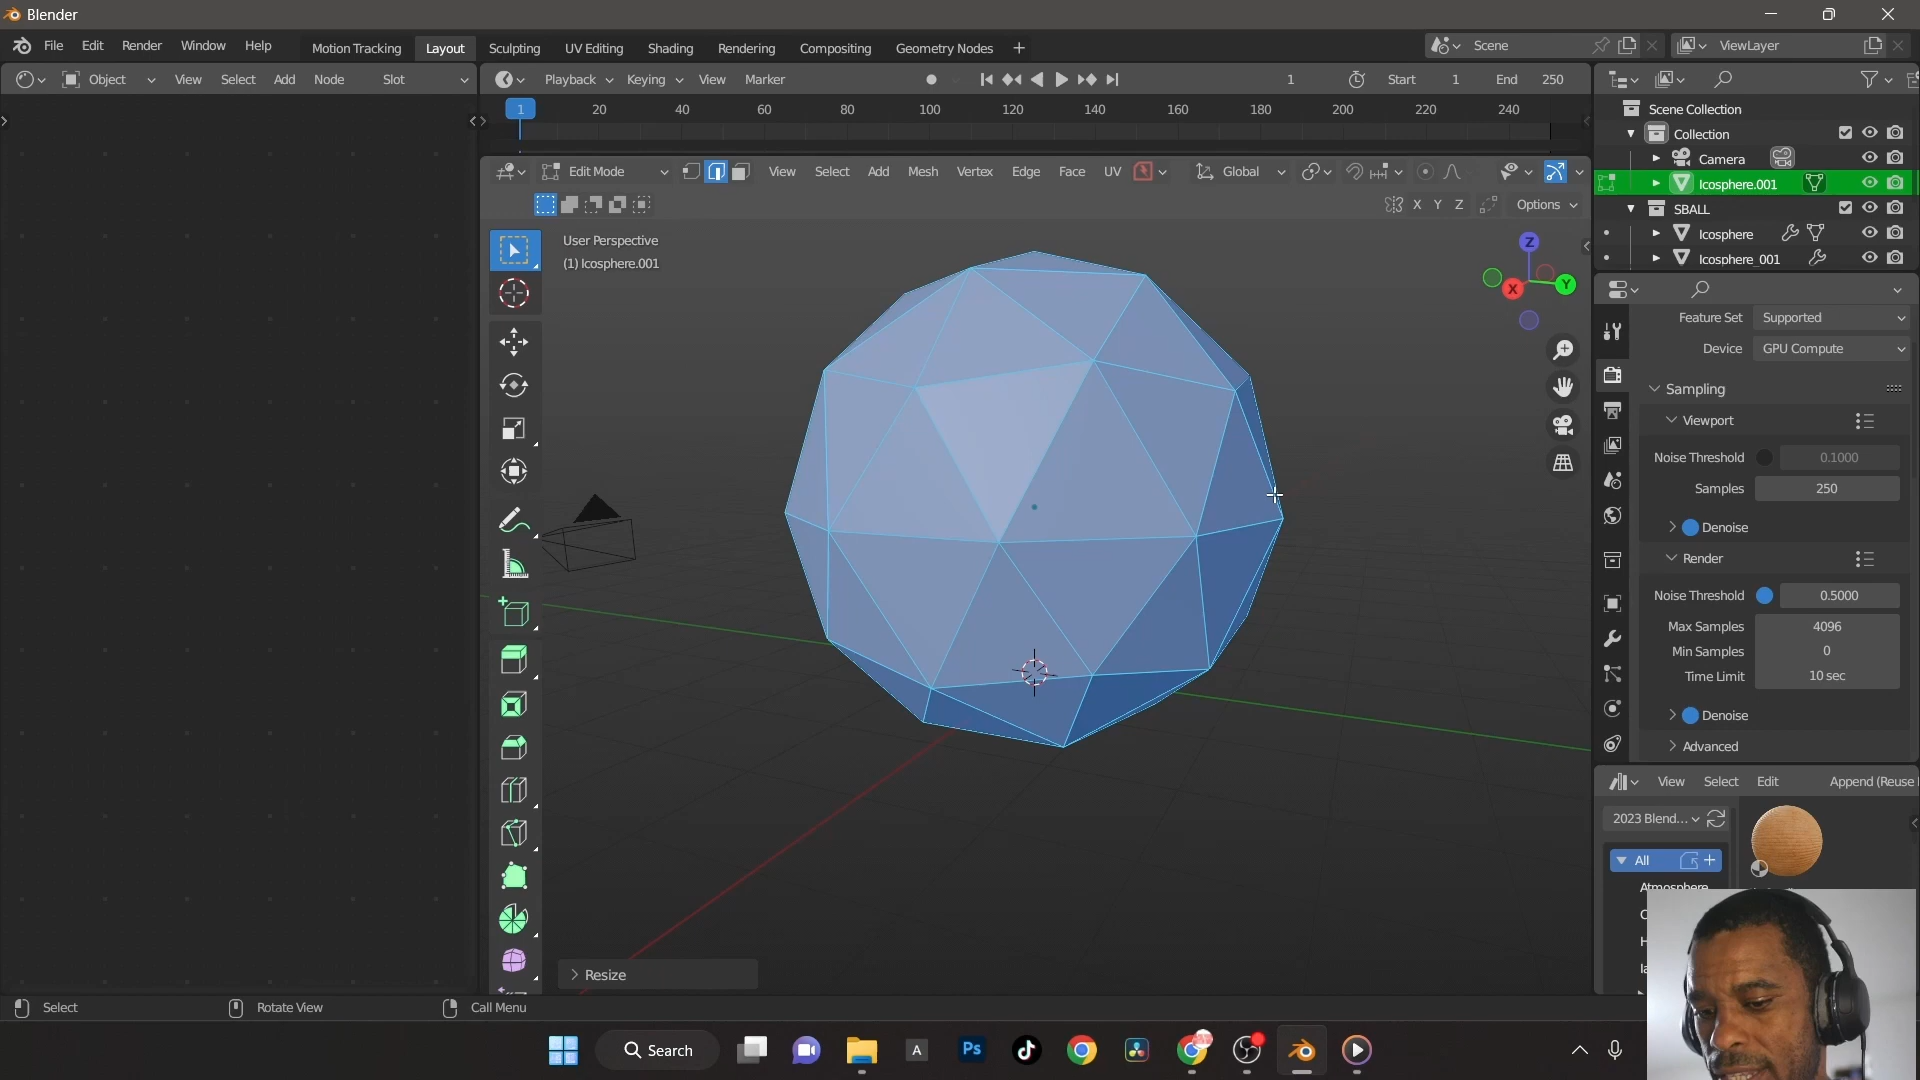 Blender
File Edit Render Window Help
Motion Tracking Layout Sculpting UV Editing Shading Rendering Compositing Geometry Nodes
Scene
ViewLayer
Object View Select Add Node Slot
Playback Keying View Marker
1 Start 1 End 250
1 20 40 60 80 100 120 140 160 180 200 220 240
Edit Mode View Select Add Mesh Vertex Edge Face UV Global
X Y Z Options
User Perspective
(1) Icosphere.001
Z
X
Y
Resize
Scene Collection
Collection
Camera
Icosphere.001
SBALL
Icosphere
Icosphere_001
Feature Set Supported
Device GPU Compute
Sampling
Viewport
Noise Threshold 0.1000
Samples 250
Denoise
Render
Noise Threshold 0.5000
Max Samples 4096
Min Samples 0
Time Limit 10 sec
Denoise
Advanced
View Select Edit Append (Reuse
2023 Blend...
All
Atmosphere
Select
Rotate View
Call Menu
Search
A
Ps